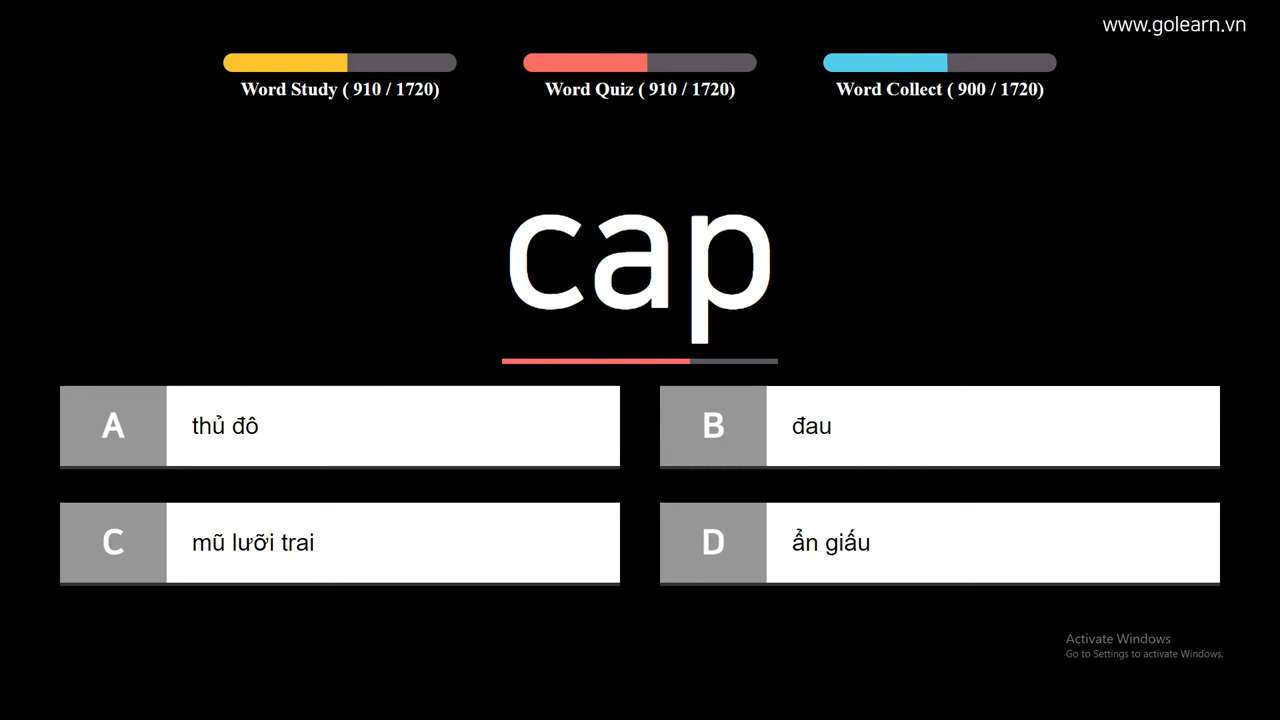 www.golearn.vn
Word Study ( 910 / 1720)
Word Quiz ( 910 / 1720)
Word Collect ( 900 / 1720)
cap
A thủ đô
B đau
C mũ lưỡi trai
D ẩn giấu
Activate Windows
Go to Settings to activate Windows.